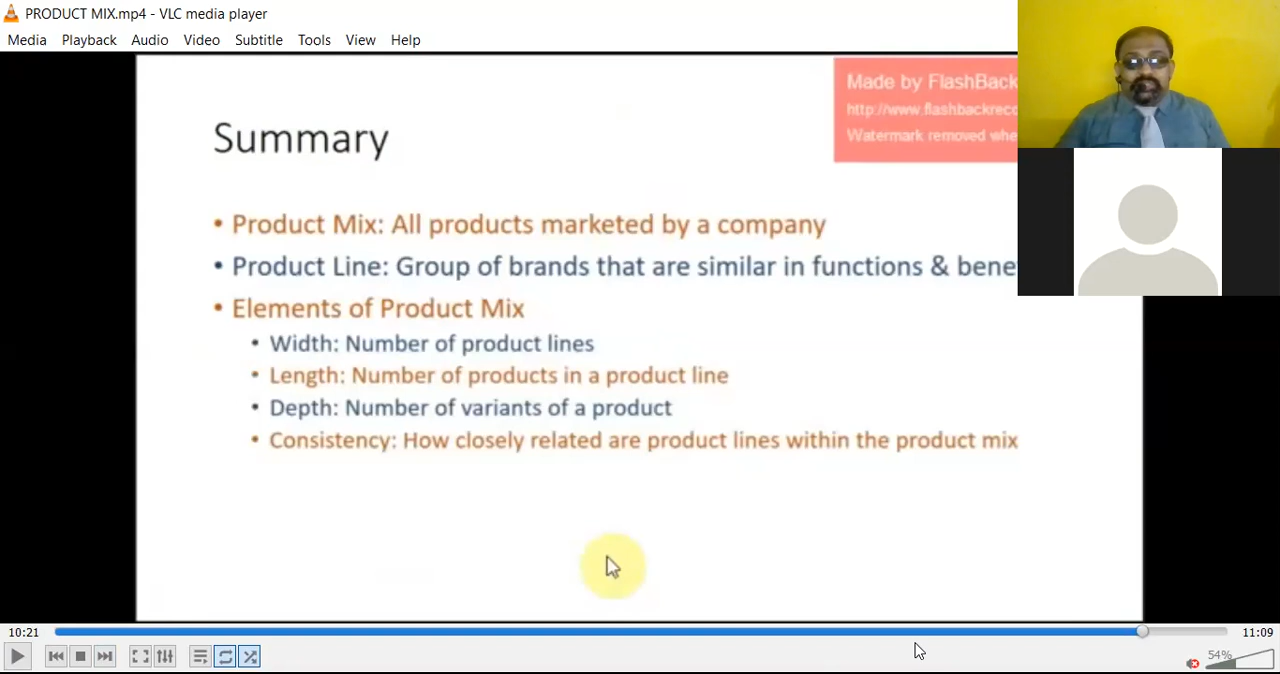 PRODUCT MIX.mp4 - VLC media player
Media Playback Audio Video Subtitle Tools View Help
Made by FlashBack
http://www.flashbackreco
Watermark removed whe
Summary
• Product Mix: All products marketed by a company
• Product Line: Group of brands that are similar in functions & bene
• Elements of Product Mix
• Width: Number of product lines
• Length: Number of products in a product line
• Depth: Number of variants of a product
• Consistency: How closely related are product lines within the product mix
10:21 11:09
54%